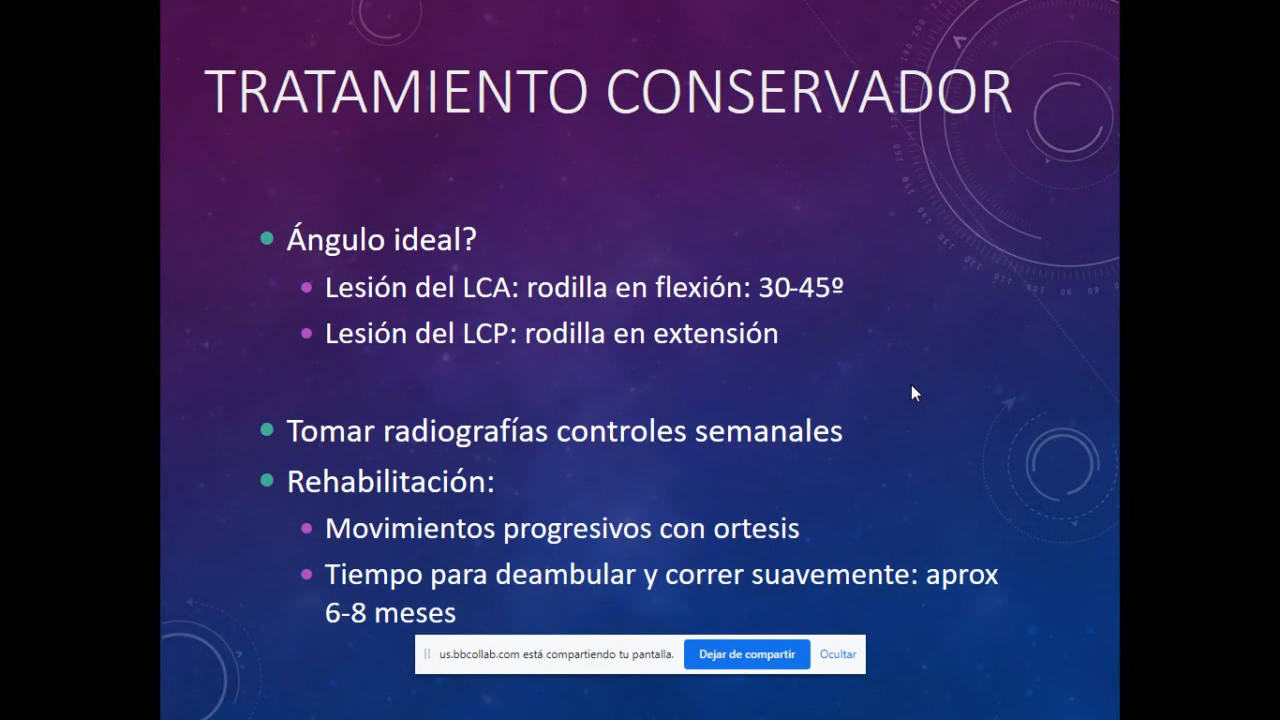 TRATAMIENTO CONSERVADOR
Ángulo ideal?
Lesión del LCA: rodilla en flexión: 30-45º
Lesión del LCP: rodilla en extensión
Tomar radiografías controles semanales
Rehabilitación:
Movimientos progresivos con ortesis
Tiempo para deambular y correr suavemente: aprox
6-8 meses
us.bbcollab.com está compartiendo tu pantalla. Dejar de compartir Ocultar